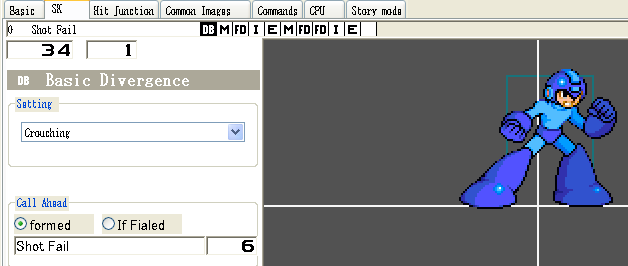 Basic SK Hit junction Common Images Commands CPU Story mode
0 Shot Fail DB M FD I E M FD FD I E
34 1
DB Basic Divergence
Setting
Crouching
Call Ahead
formed If Fialed
Shot Fail 6